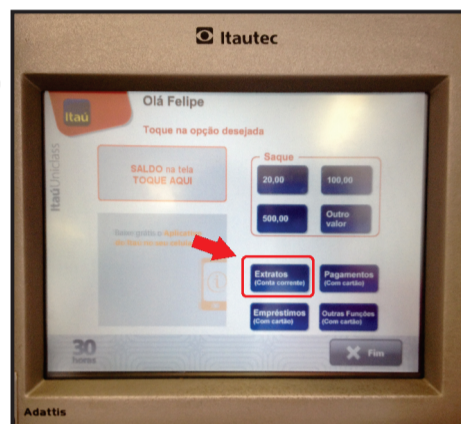 Itautec
Itaú
Olá Felipe
Toque na opção desejada
ItaúUniclass
SALDO na tela
TOQUE AQUI
Saque
20,00
100,00
500,00
Outro
valor
Extratos
(Conta corrente)
Pagamentos
(Com cartão)
Empréstimos
(Com cartão)
Outras Funções
(Com cartão)
30
horas
Fim
Adattis